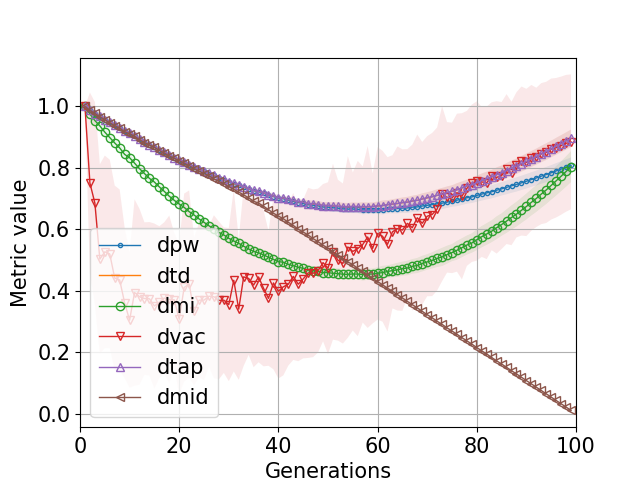 1.0
0.8
0.6
0.4
0.2
0.0
Metric value
dpw
dtd
dmi
dvac
dtap
dmid
0 20 40 60 80 100
Generations